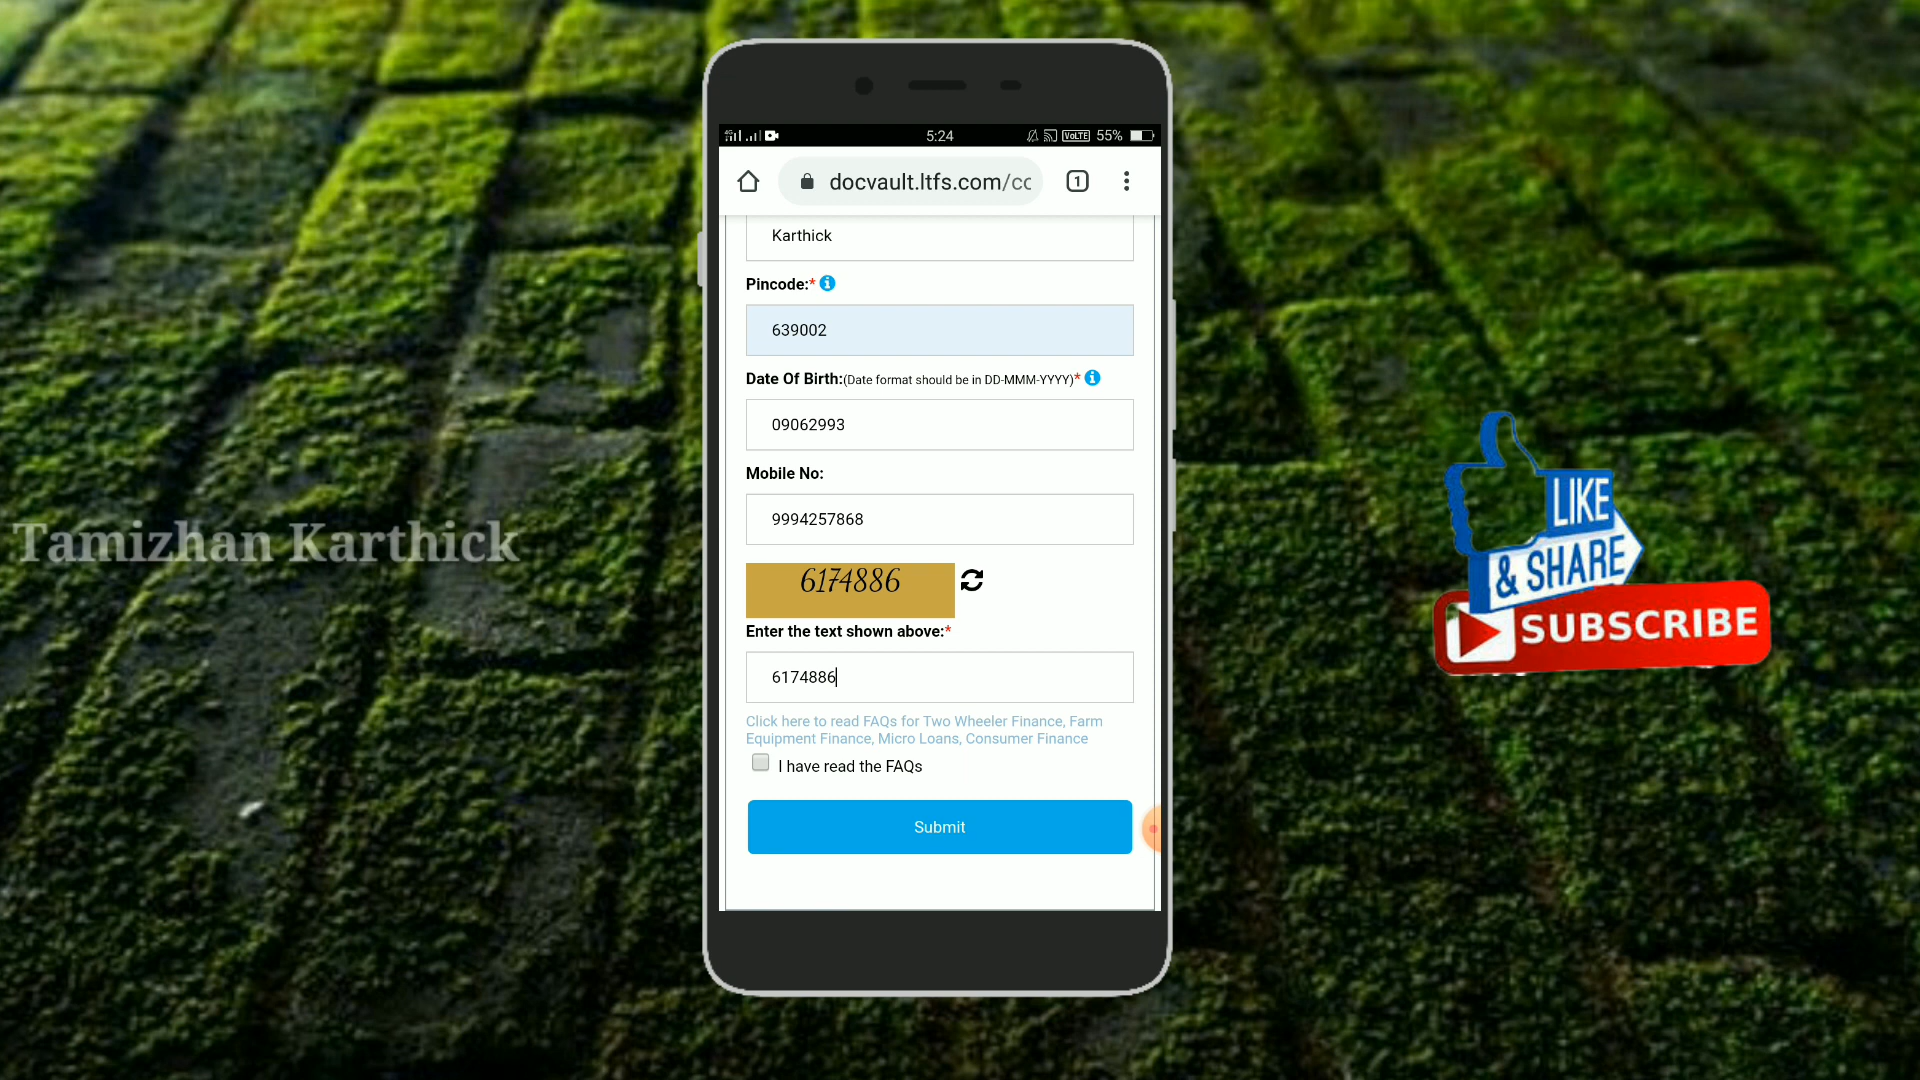 5:24
VoLTE 55%
docvault.ltfs.com/cc
1
Karthick
Pincode:*
639002
Date Of Birth:(Date format should be in DD-MMM-YYYY)*
09062993
Mobile No:
9994257868
6174886
Enter the text shown above:*
6174886
Click here to read FAQs for Two Wheeler Finance, Farm
Equipment Finance, Micro Loans, Consumer Finance
I have read the FAQs
Submit
Tamizhan Karthick
LIKE
& SHARE
SUBSCRIBE